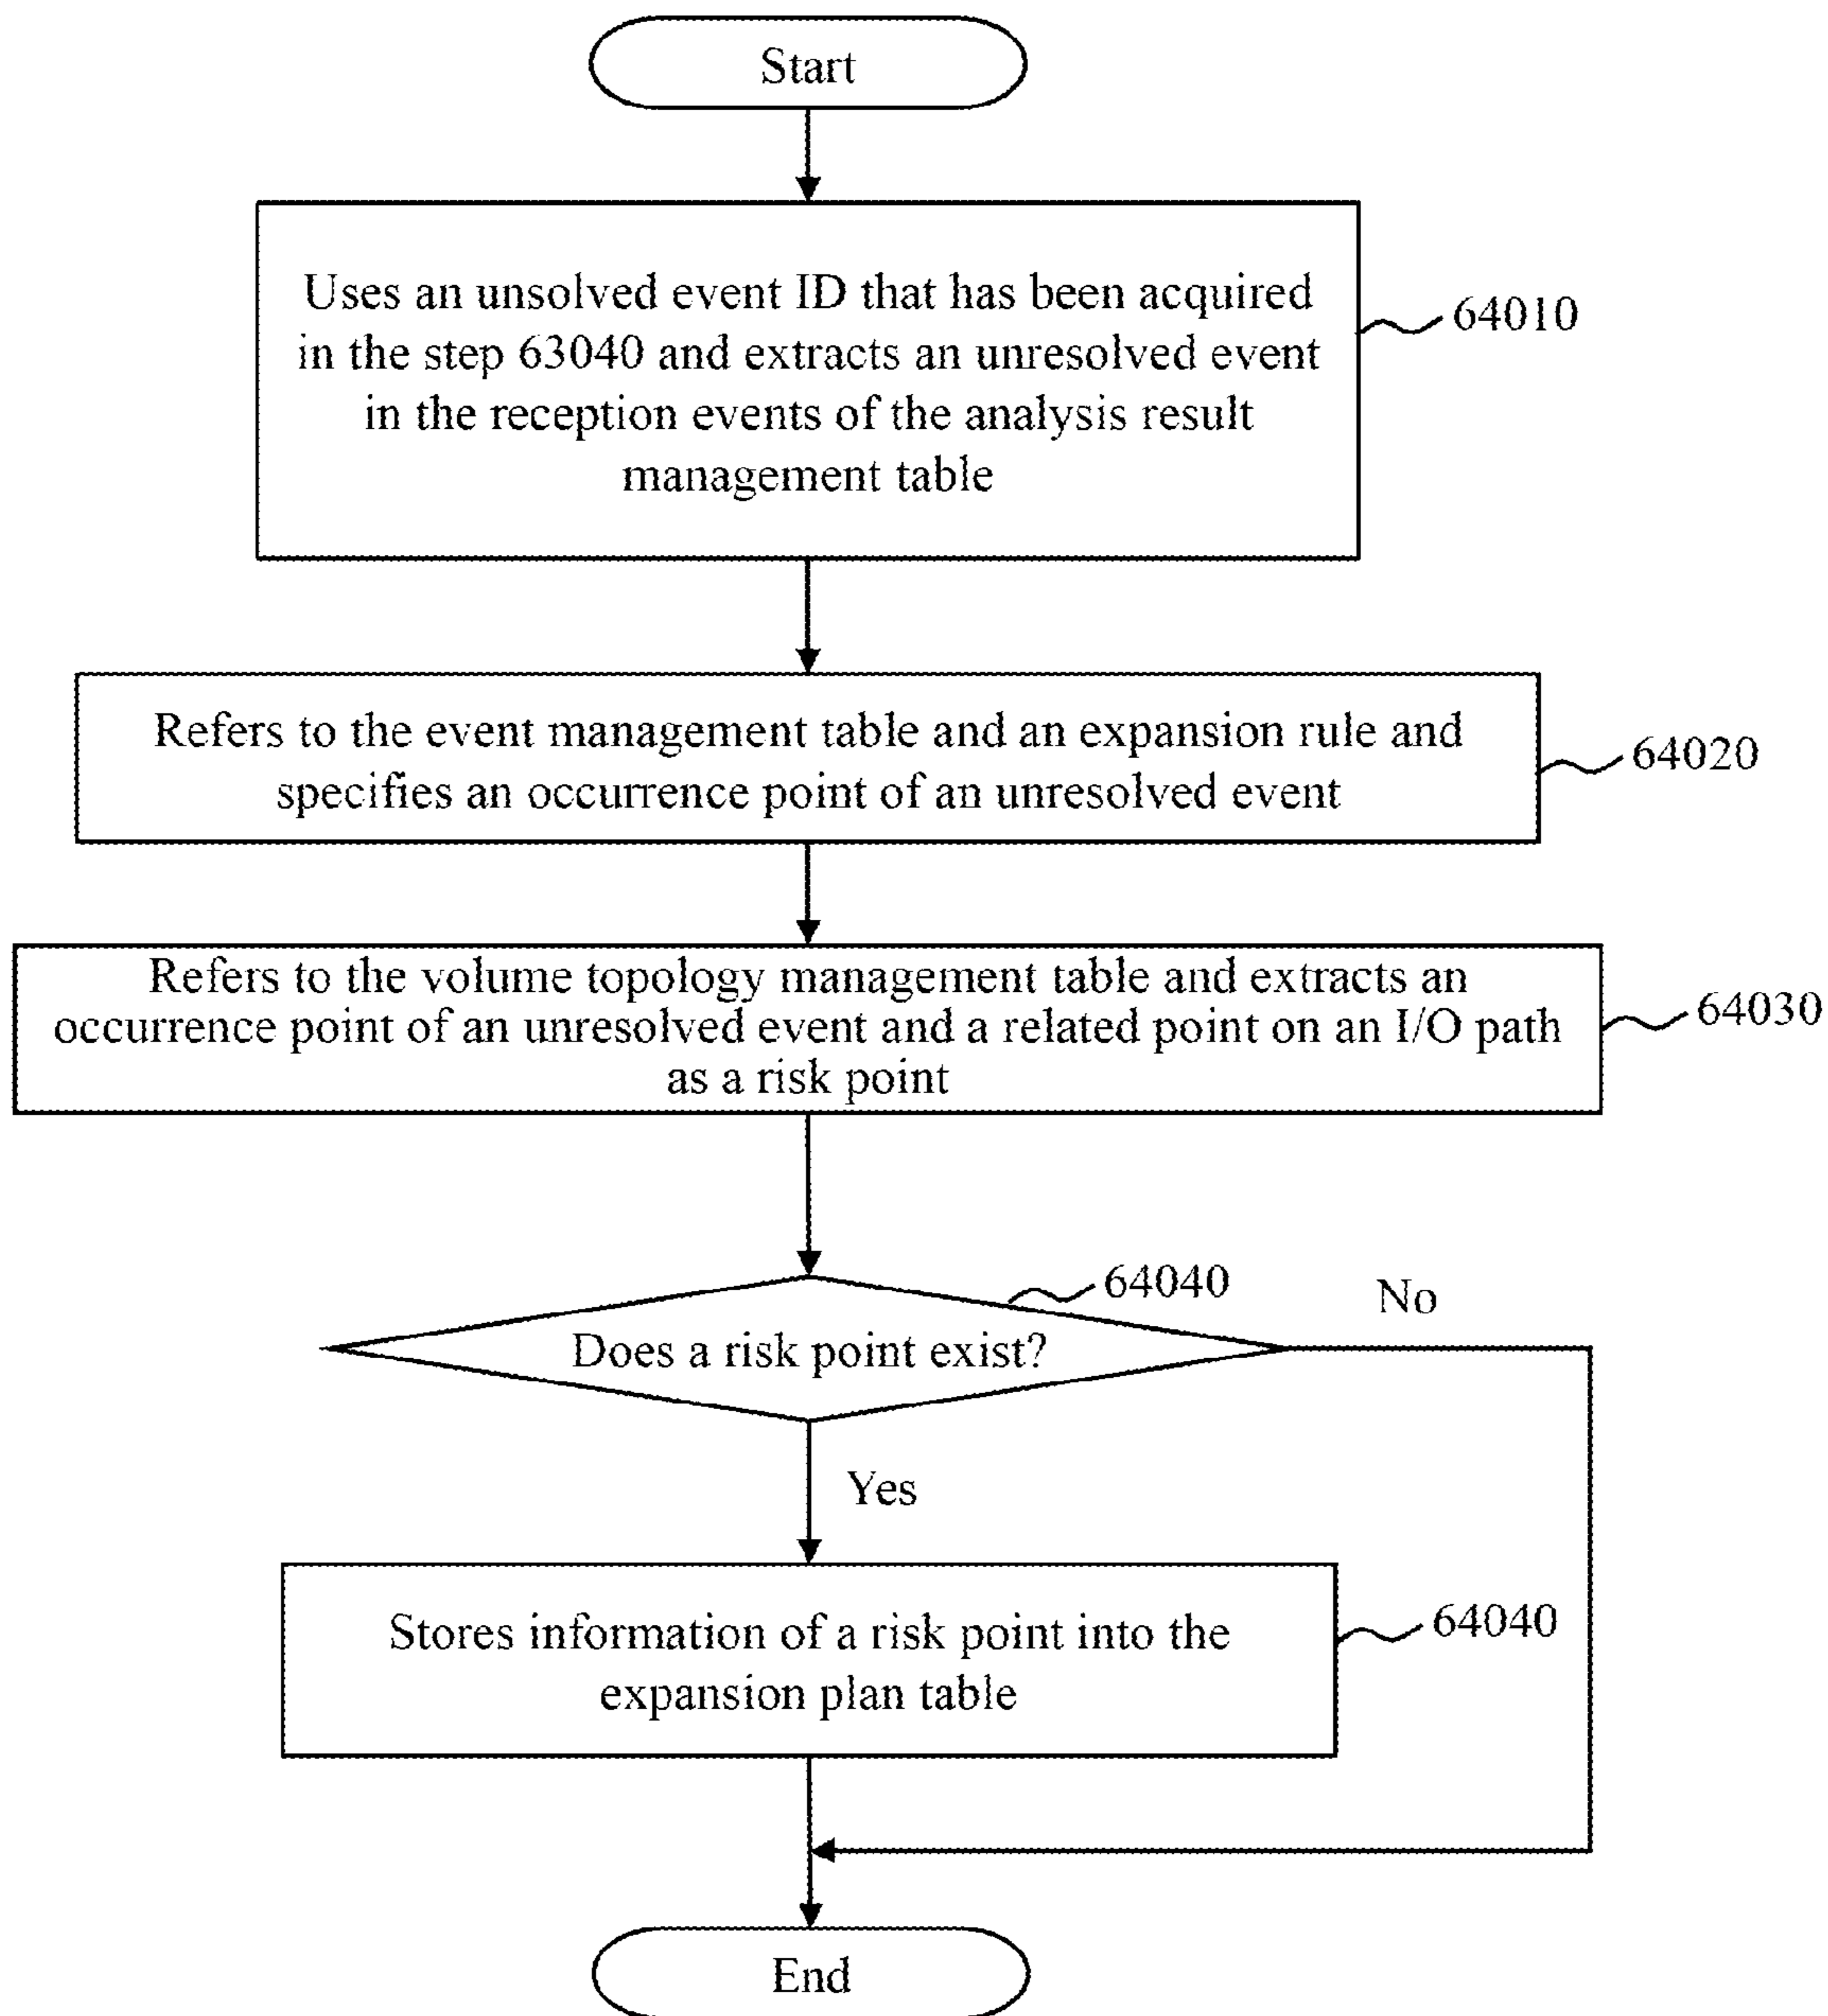 Start
Uses an unsolved event ID that has been acquired
in the step 63040 and extracts an unresolved event
in the reception events of the analysis result
management table
64010
Refers to the event management table and an expansion rule and
specifies an occurrence point of an unresolved event
64020
Refers to the volume topology management table and extracts an
occurrence point of an unresolved event and a related point on an I/O path
as a risk point
64030
64040
No
Does a risk point exist?
Yes
Stores information of a risk point into the
expansion plan table
64040
End